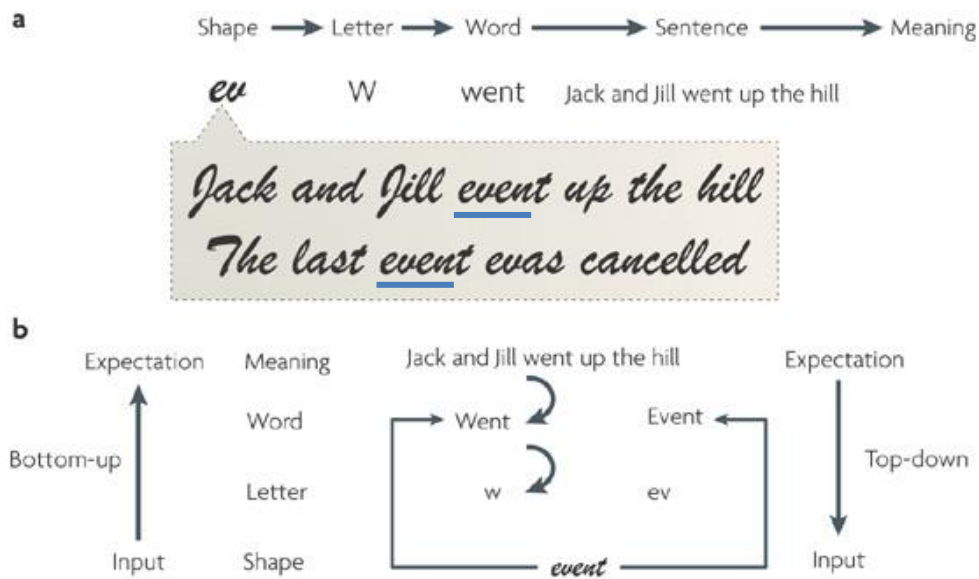 a
Shape Letter Word Sentence Meaning
ev W went Jack and Jill went up the hill
Jack and Jill event up the hill
The last event evas cancelled
b
Expectation Meaning Jack and Jill went up the hill Expectation
Word Went Event
Bottom-up Top-down
Letter w ev
Input Shape event Input